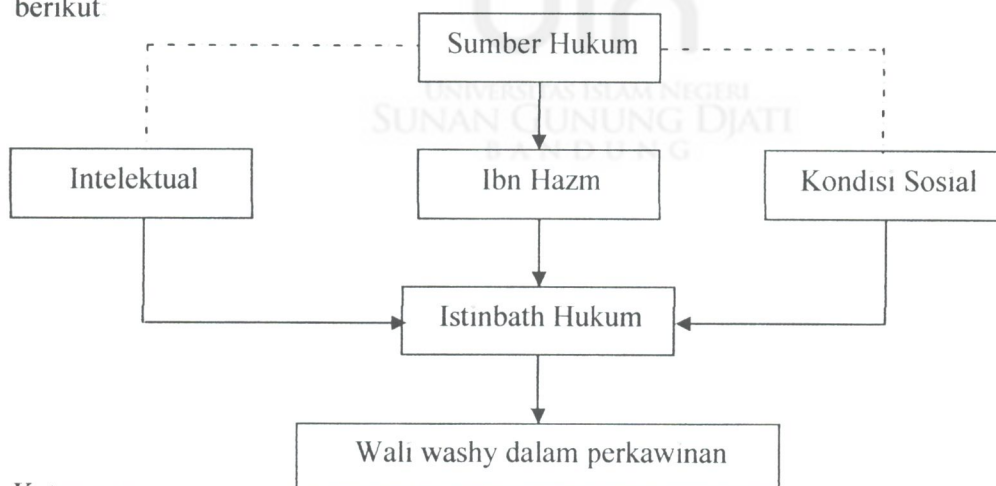 berikut
Sumber Hukum
uin
UNIVERSITAS ISLAM NEGERI
SUNAN GUNUNG DJATI
BANDUNG
Intelektual
Ibn Hazm
Kondisi Sosial
Istinbath Hukum
Wali washy dalam perkawinan